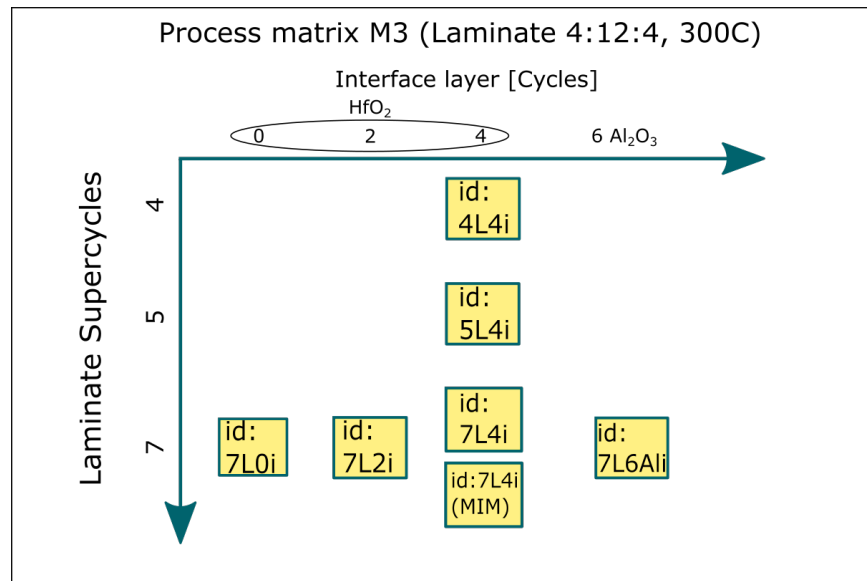 Process matrix M3 (Laminate 4:12:4, 300C)
Interface layer [Cycles]
HfO₂
0 2 4 6 Al₂O₃
Laminate Supercycles
4
id:
4L4i
5
id:
5L4i
7
id:
7L0i
id:
7L2i
id:
7L4i
id:7L4i
(MIM)
id:
7L6Ali